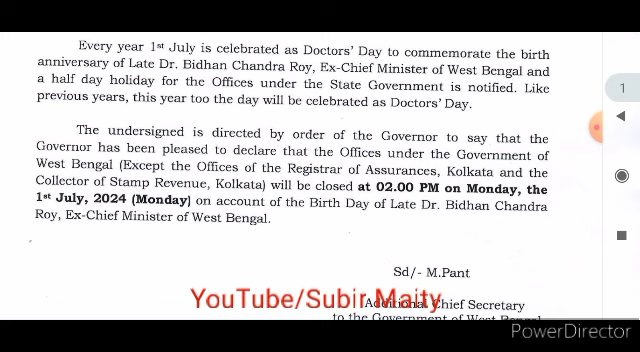 Every year 1st July is celebrated as Doctors' Day to commemorate the birth
anniversary of Late Dr. Bidhan Chandra Roy, Ex-Chief Minister of West Bengal and
a half day holiday for the Offices under the State Government is notified. Like
previous years, this year too the day will be celebrated as Doctors' Day.
The undersigned is directed by order of the Governor to say that the
Governor has been pleased to declare that the Offices under the Government of
West Bengal (Except the Offices of the Registrar of Assurances, Kolkata and the
Collector of Stamp Revenue, Kolkata) will be closed at 02.00 PM on Monday, the
1st July, 2024 (Monday) on account of the Birth Day of Late Dr. Bidhan Chandra
Roy, Ex-Chief Minister of West Bengal.
1
Sd/- M.Pant
YouTube/Subir Maity
Additional Chief Secretary
to the Government of West Bengal
PowerDirector